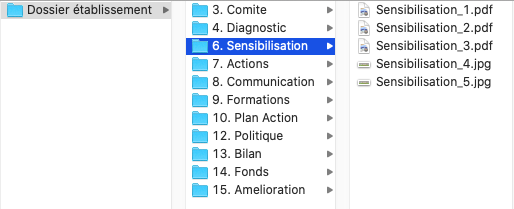 Dossier établissement
3. Comite
4. Diagnostic
6. Sensibilisation
7. Actions
8. Communication
9. Formations
10. Plan Action
12. Politique
13. Bilan
14. Fonds
15. Amelioration
Sensibilisation_1.pdf
Sensibilisation_2.pdf
Sensibilisation_3.pdf
Sensibilisation_4.jpg
Sensibilisation_5.jpg